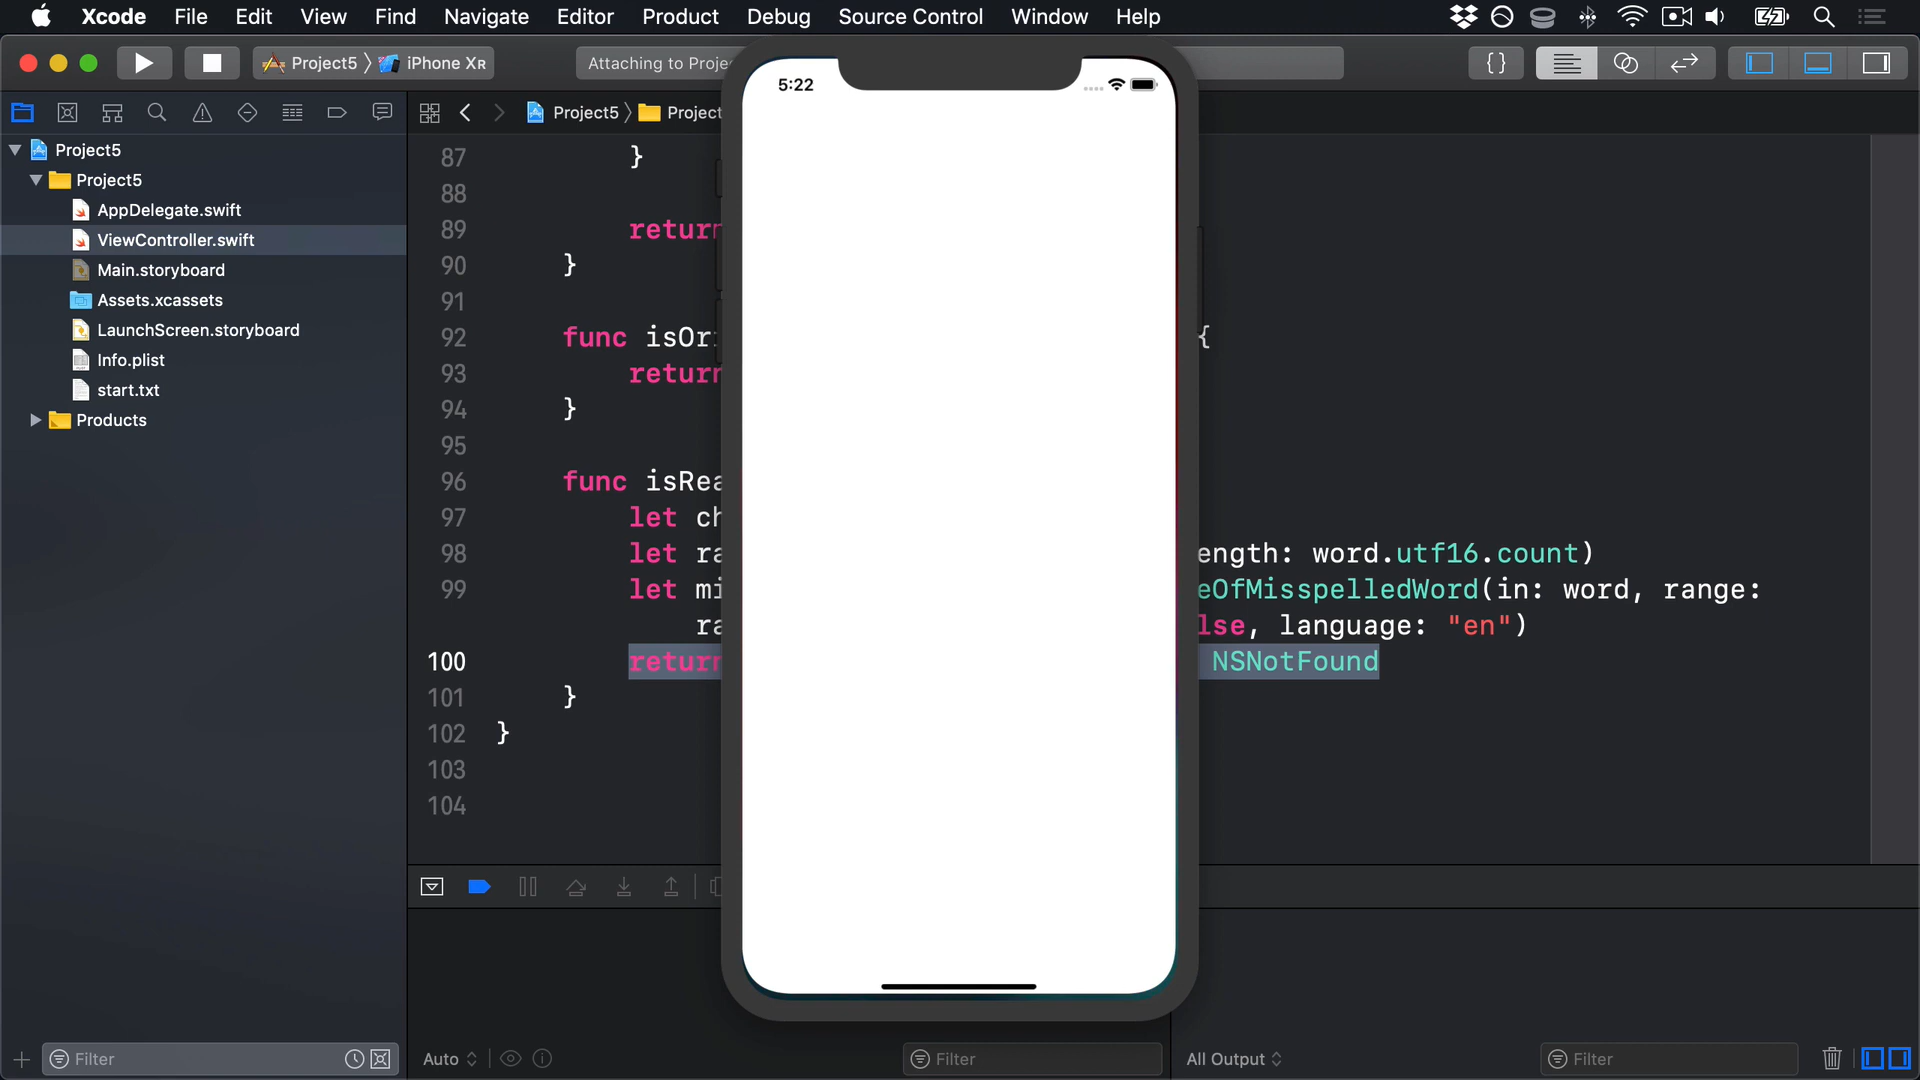 Xcode File Edit View Find Navigate Editor Product Debug Source Control Window Help
Project5 〉 iPhone XR
Attaching to Proje
{}
5:22
Project5 〉 Project
Project5
Project5
AppDelegate.swift
ViewController.swift
Main.storyboard
Assets.xcassets
LaunchScreen.storyboard
Info.plist
start.txt
Products
87 }
88
89 return
90 }
91
92 func isOri {
93 return
94 }
95
96 func isRea
97 let ch
98 let ra ength: word.utf16.count)
99 let mi eOfMisspelledWord(in: word, range:
ra lse, language: "en")
100 return NSNotFound
101 }
102 }
103
104
Filter
Auto
Filter
All Output
Filter